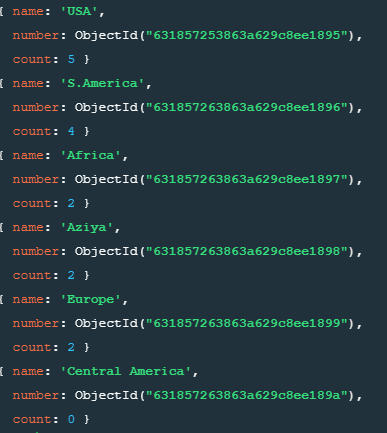 { name: 'USA',
number: ObjectId("631857253863a629c8ee1895"),
count: 5 }
{ name: 'S.America',
number: ObjectId("631857263863a629c8ee1896"),
count: 4 }
{ name: 'Africa',
number: ObjectId("631857263863a629c8ee1897"),
count: 2 }
{ name: 'Aziya',
number: ObjectId("631857263863a629c8ee1898"),
count: 2 }
{ name: 'Europe',
number: ObjectId("631857263863a629c8ee1899"),
count: 2 }
{ name: 'Central America',
number: ObjectId("631857263863a629c8ee189a"),
count: 0 }